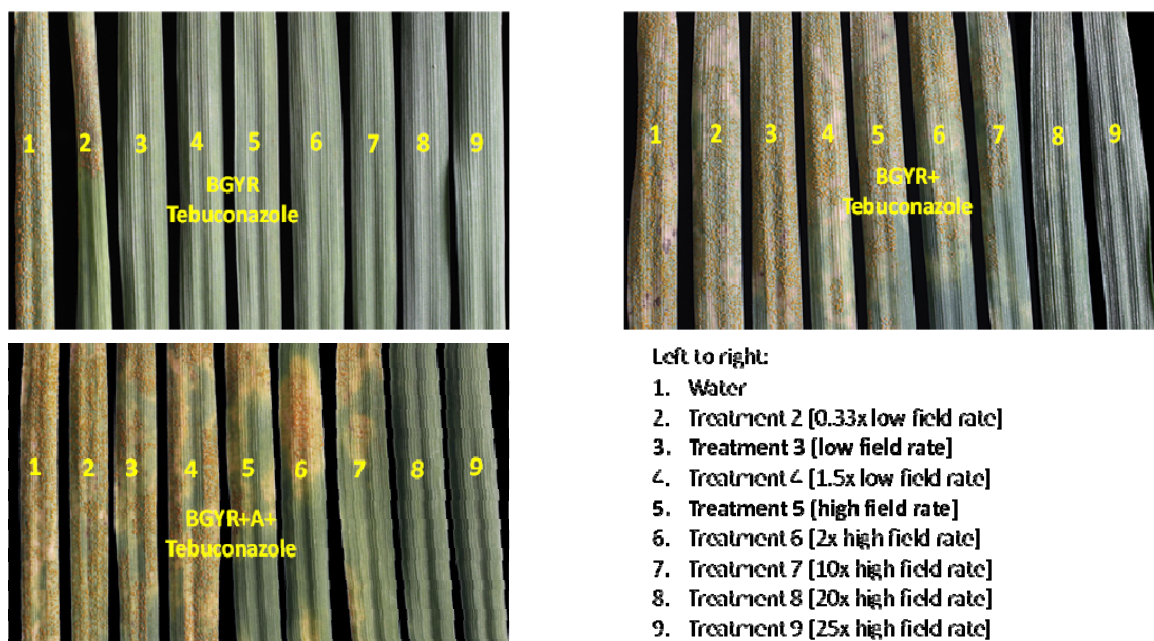 1 2 3 4 5 6 7 8 9
BGYR
Tebuconazole
1 2 3 4 5 6 7 8 9
BGYR+
Tebuconazole
1 2 3 4 5 6 7 8 9
BGYR+A+
Tebuconazole
Left to right:
1. Water
2. Treatment 2 [0.33x low field rate]
3. Treatment 3 [low field rate]
4. Treatment 4 [1.5x low field rate]
5. Treatment 5 [high field rate]
6. Treatment 6 [2x high field rate]
7. Treatment 7 [10x high field rate]
8. Treatment 8 [20x high field rate]
9. Treatment 9 [25x high field rate]